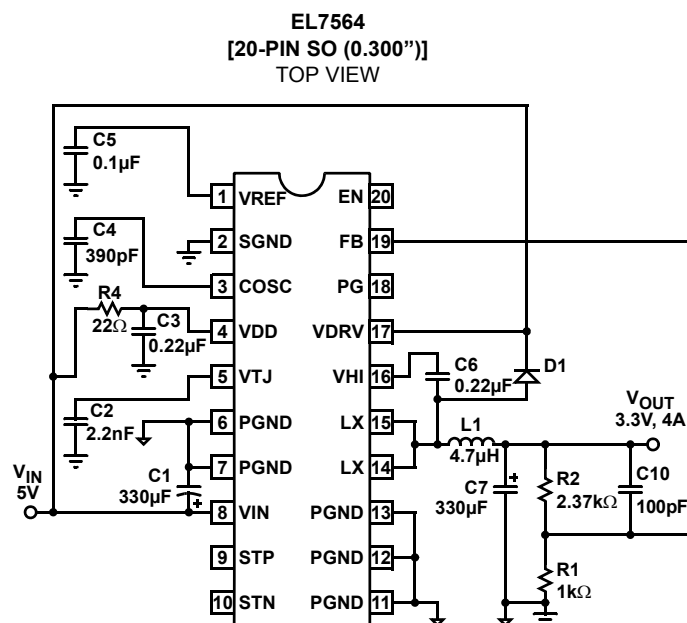 EL7564
[20-PIN SO (0.300”)]
TOP VIEW
C5
0.1µF
C4
390pF
R4
22Ω
C3
0.22µF
C2
2.2nF
VIN
5V
C1
330µF
+
1 VREF
2 SGND
3 COSC
4 VDD
5 VTJ
6 PGND
7 PGND
8 VIN
9 STP
10 STN
EN 20
FB 19
PG 18
VDRV 17
VHI 16
LX 15
LX 14
PGND 13
PGND 12
PGND 11
C6
0.22µF
D1
L1
4.7µH
VOUT
3.3V, 4A
C7
330µF
+
R2
2.37kΩ
C10
100pF
R1
1kΩ